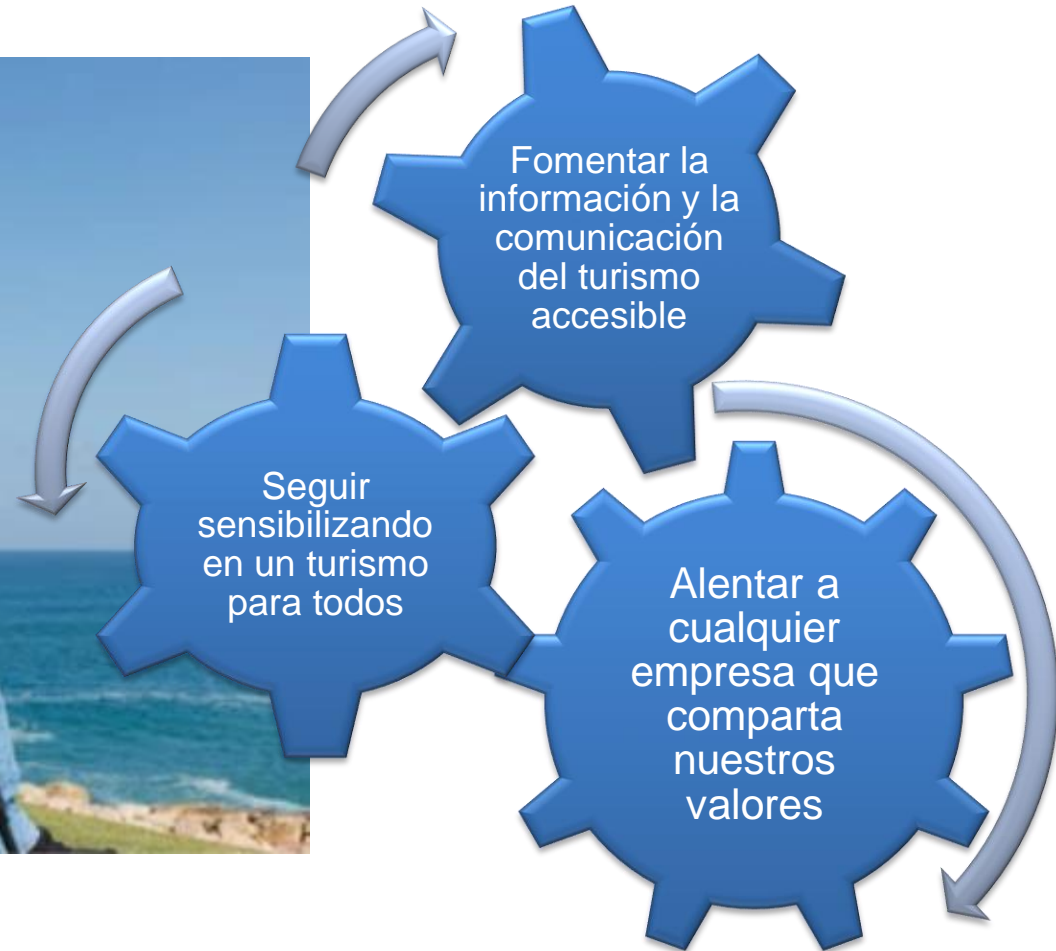 Fomentar la
información y la
comunicación
del turismo
accesible
Seguir
sensibilizando
en un turismo
para todos
Alentar a
cualquier
empresa que
comparta
nuestros
valores